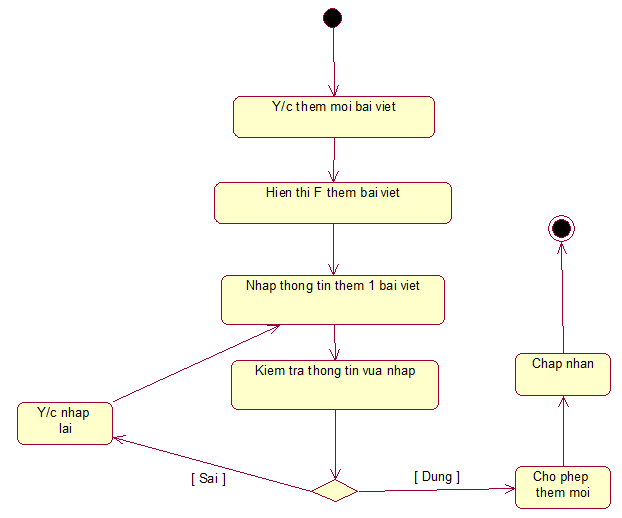 Y/c them moi bai viet
Hien thi F them bai viet
Nhap thong tin them 1 bai viet
Kiem tra thong tin vua nhap
Chap nhan
Y/c nhap
lai
[ Sai ]
[ Dung ]
Cho phep
them moi